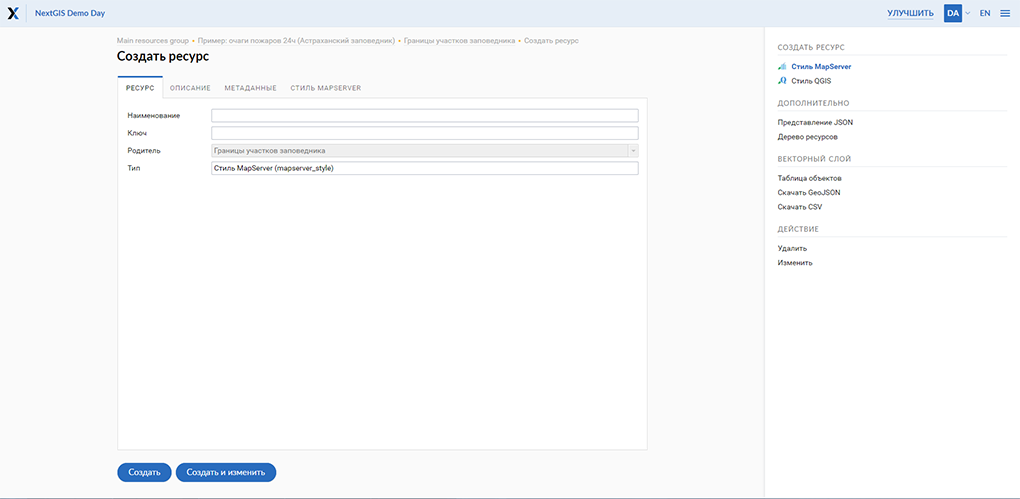 X NextGIS Demo Day УЛУЧШИТЬ DA EN
Main resources group • Пример: очаги пожаров 24ч (Астраханский заповедник) • Границы участков заповедника • Создать ресурс
Создать ресурс
РЕСУРС ОПИСАНИЕ МЕТАДАННЫЕ СТИЛЬ MAPSERVER
Наименование
Ключ
Родитель Границы участков заповедника
Тип Стиль MapServer (mapserver_style)
Создать Создать и изменить
СОЗДАТЬ РЕСУРС
Стиль MapServer
Стиль QGIS
ДОПОЛНИТЕЛЬНО
Представление JSON
Дерево ресурсов
ВЕКТОРНЫЙ СЛОЙ
Таблица объектов
Скачать GeoJSON
Скачать CSV
ДЕЙСТВИЕ
Удалить
Изменить